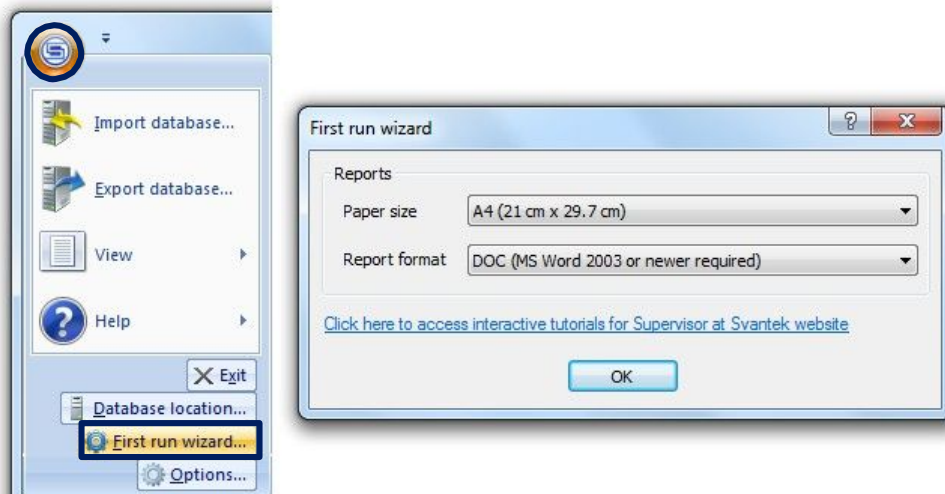 Import database...
Export database...
View
Help
Exit
Database location...
First run wizard...
Options...
First run wizard
Reports
Paper size A4 (21 cm x 29.7 cm)
Report format DOC (MS Word 2003 or newer required)
Click here to access interactive tutorials for Supervisor at Svantek website
OK